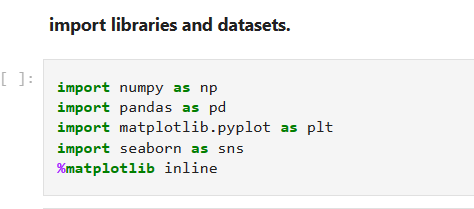 import libraries and datasets.
[ ]:
import numpy as np
import pandas as pd
import matplotlib.pyplot as plt
import seaborn as sns
%matplotlib inline